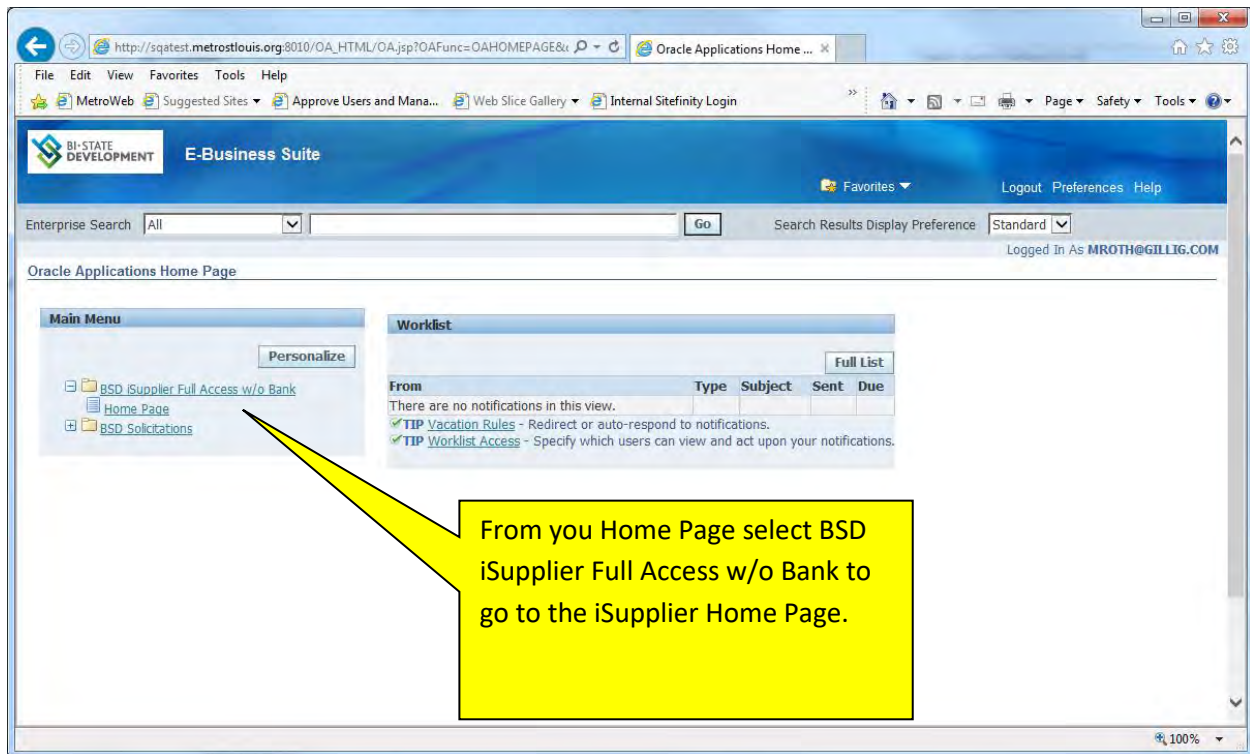 http://sqatest.metrostlouis.org:8010/OA_HTML/OA.jsp?OAFunc=OAHOMEPAGE&
Oracle Applications Home ...
File Edit View Favorites Tools Help
MetroWeb Suggested Sites Approve Users and Mana... Web Slice Gallery Internal Sitefinity Login » Page Safety Tools
BI-STATE
DEVELOPMENT
E-Business Suite
Favorites Logout Preferences Help
Enterprise Search All Go Search Results Display Preference Standard
Logged In As MROTH@GILLIG.COM
Oracle Applications Home Page
Main Menu
Personalize
BSD iSupplier Full Access w/o Bank
Home Page
BSD Solicitations
Worklist
Full List
From Type Subject Sent Due
There are no notifications in this view.
TIP Vacation Rules - Redirect or auto-respond to notifications.
TIP Worklist Access - Specify which users can view and act upon your notifications.
From you Home Page select BSD
iSupplier Full Access w/o Bank to
go to the iSupplier Home Page.
100%